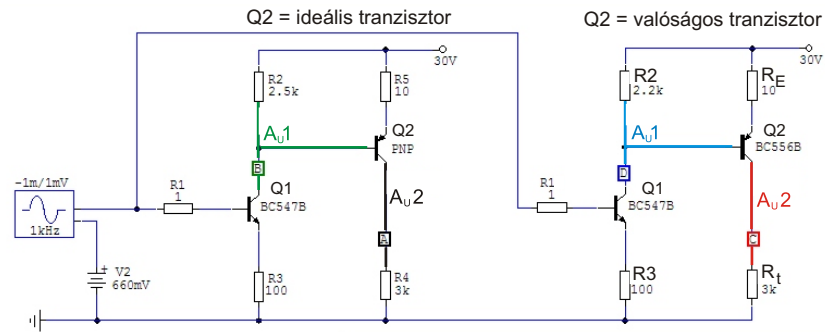 Q2 = ideális tranzisztor
Q2 = valóságos tranzisztor
30V
30V
R2
2.5k
R5
10
R2
2.2k
RE
10
AU1
Q2
PNP
AU1
Q2
BC556B
B
D
-1m/1mV
1kHz
R1
1
Q1
BC547B
AU2
R1
1
Q1
BC547B
AU2
A
C
V2
660mV
R3
100
R4
3k
R3
100
Rt
3k